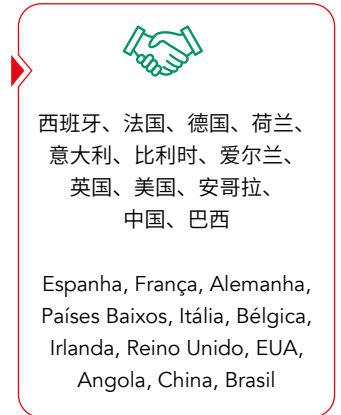 西班牙、法国、德国、荷兰、
意大利、比利时、爱尔兰、
英国、美国、安哥拉、
中国、巴西
Espanha, França, Alemanha,
Países Baixos, Itália, Bélgica,
Irlanda, Reino Unido, EUA,
Angola, China, Brasil